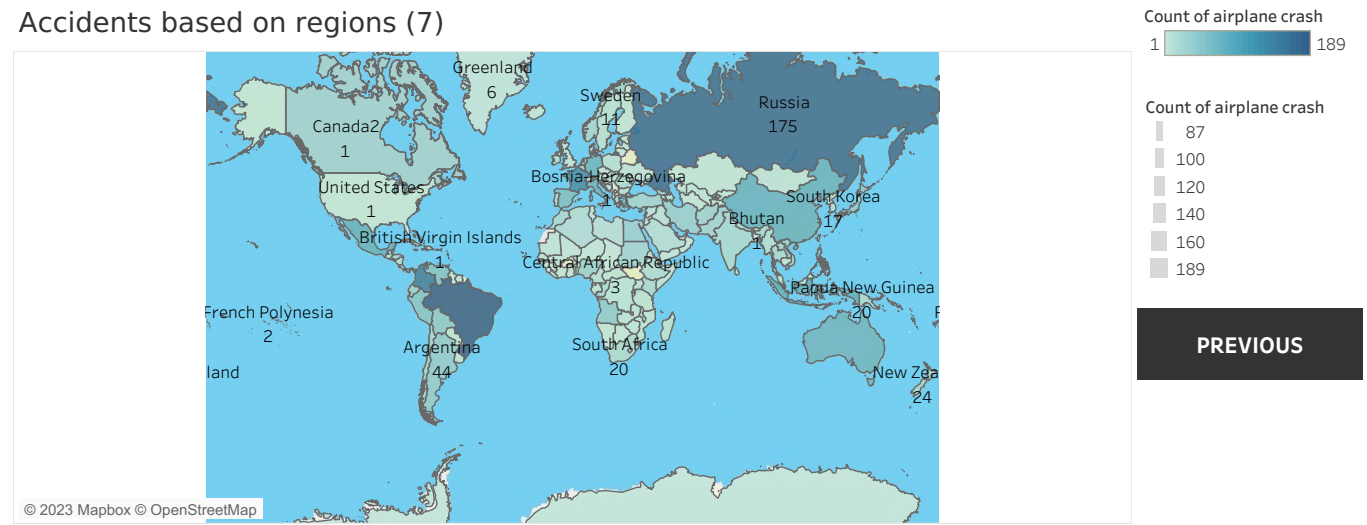 Accidents based on regions (7)
Count of airplane crash
1 189
Greenland
6
Sweden
11
Russia
175
Canada2
1
Count of airplane crash
87
100
120
140
160
189
Bosnia-Herzegovina
1
United States
1
South Korea
17
Bhutan
1
British Virgin Islands
1
Central African Republic
3
Papua New Guinea
20
French Polynesia
2
F
South Africa
20
Argentina
44
land
New Zea
24
PREVIOUS
© 2023 Mapbox © OpenStreetMap